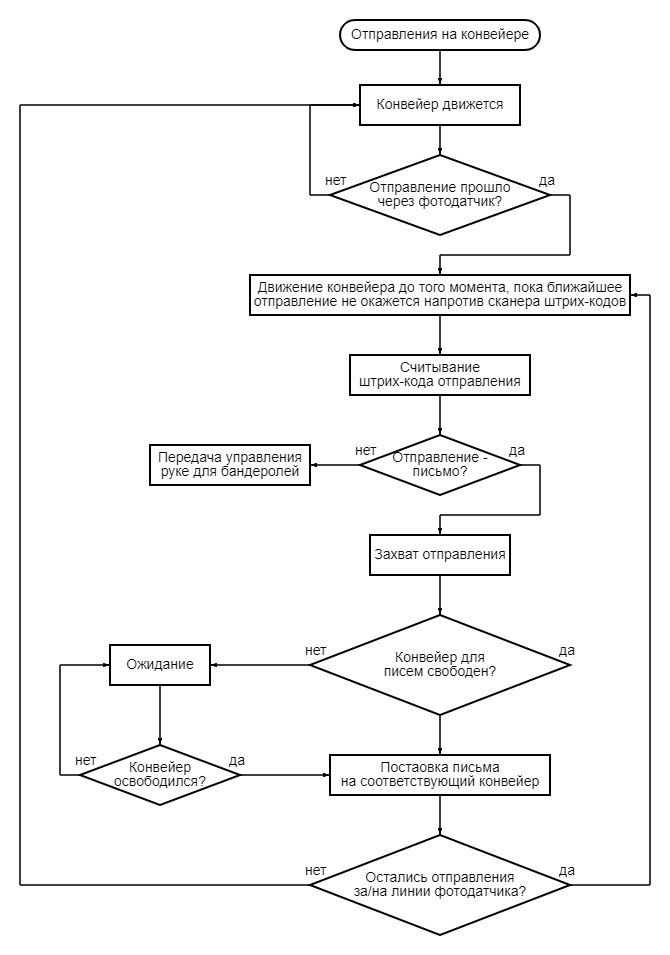 Отправления на конвейере
Конвейер движется
нет
да
Отправление прошло
через фотодатчик?
Движение конвейера до того момента, пока ближайшее
отправление не окажется напротив сканера штрих-кодов
Считывание
штрих-кода отправления
нет
да
Отправление -
письмо?
Передача управления
руке для бандеролей
Захват отправления
нет
да
Конвейер для
писем свободен?
Ожидание
нет
да
Конвейер
освободился?
Постаовка письма
на соответствующий конвейер
нет
да
Остались отправления
за/на линии фотодатчика?